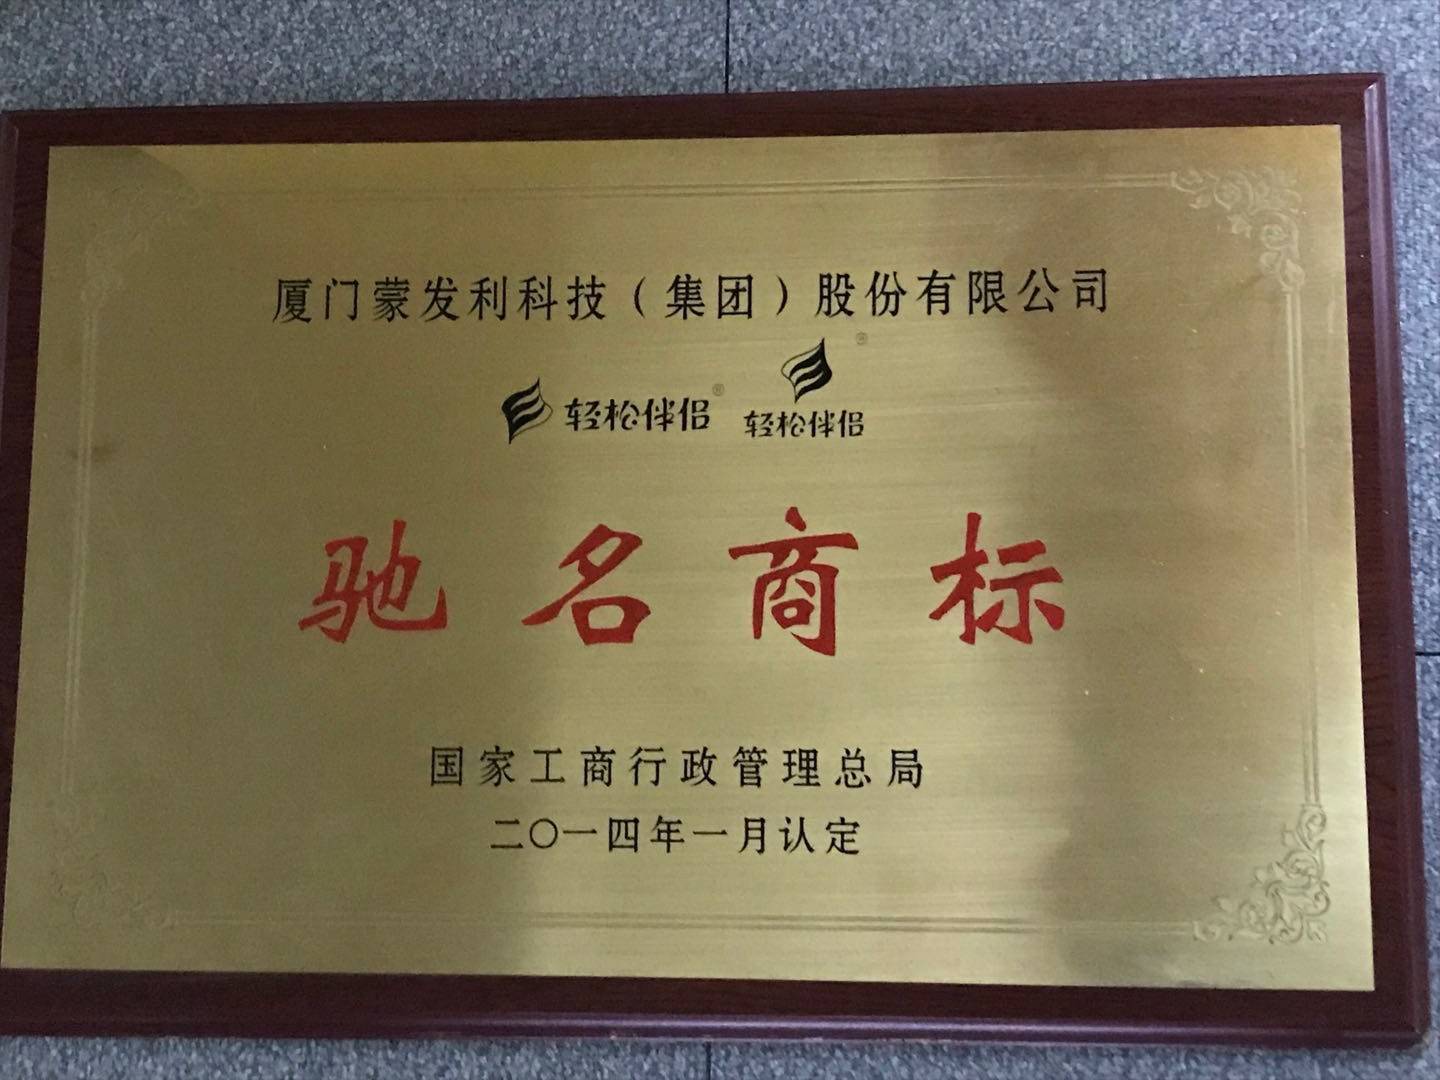 厦门蒙发利科技（集团）股份有限公司
轻松伴侣® 轻松伴侣®
驰名商标
国家工商行政管理总局
二〇一四年一月认定